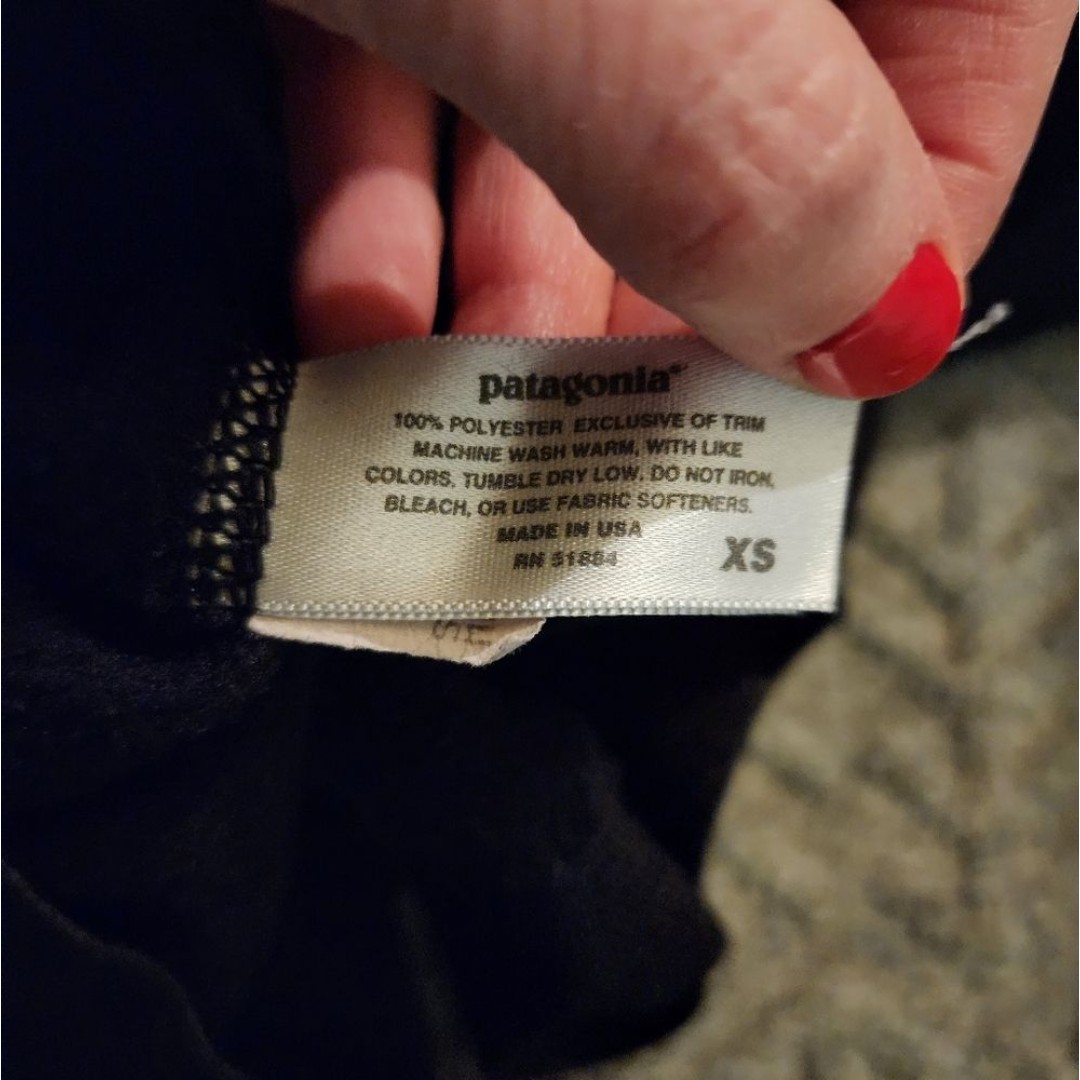 patagonia®
100% POLYESTER EXCLUSIVE OF TRIM
MACHINE WASH WARM, WITH LIKE
COLORS. TUMBLE DRY LOW. DO NOT IRON,
BLEACH, OR USE FABRIC SOFTENERS.
MADE IN USA
RN 51884
XS